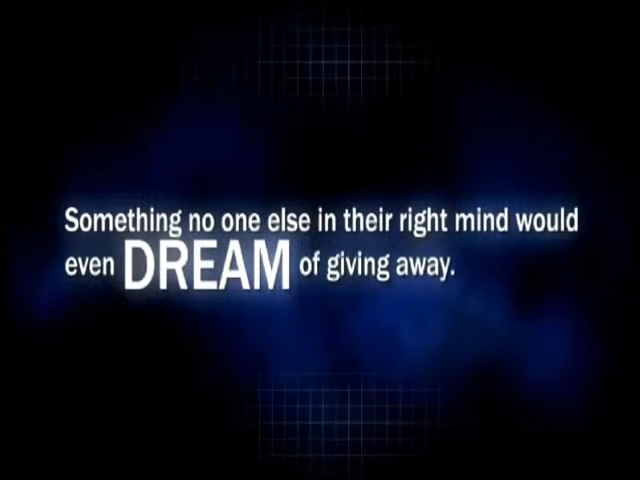 Something no one else in their right mind would
even DREAM of giving away.